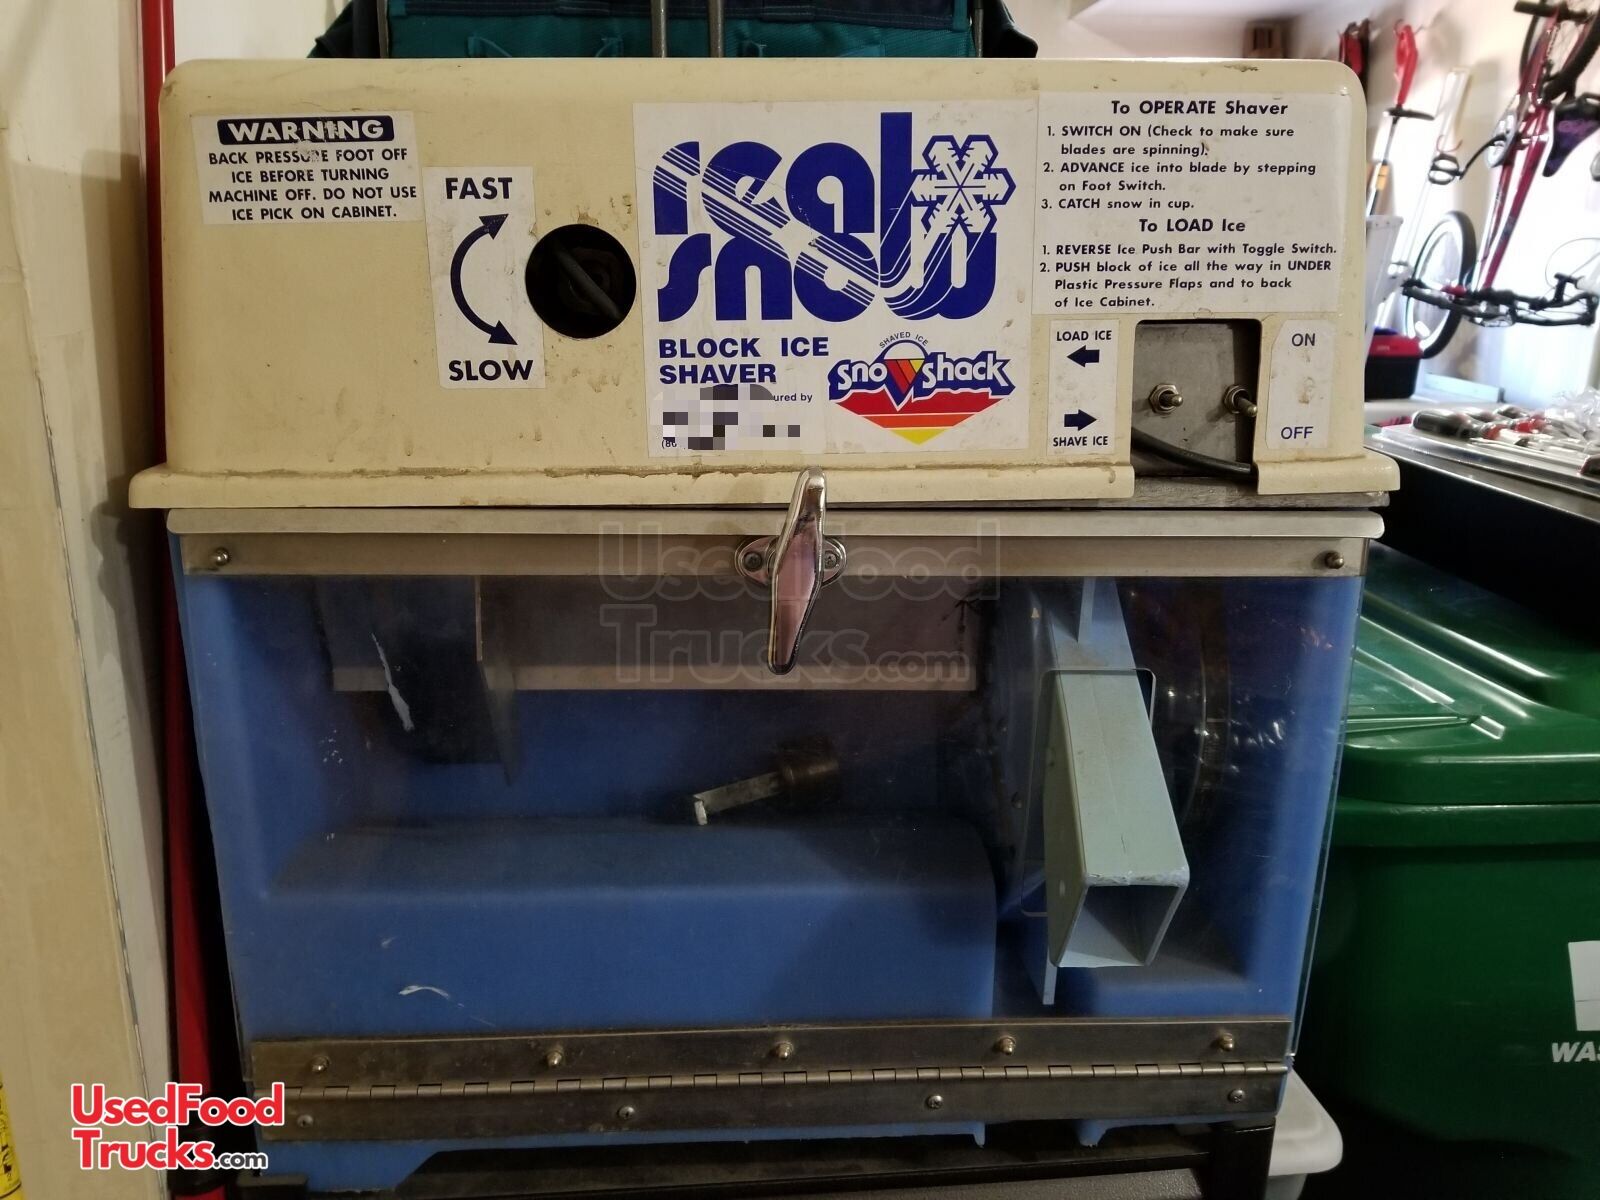 WARNING
BACK PRESSURE FOOT OFF
ICE BEFORE TURNING
MACHINE OFF. DO NOT USE
ICE PICK ON CABINET.
FAST
SLOW
real
snow
BLOCK ICE
SHAVER
ured by
(80
SHAVED ICE
sno shack
To OPERATE Shaver
1. SWITCH ON (Check to make sure
blades are spinning).
2. ADVANCE ice into blade by stepping
on Foot Switch.
3. CATCH snow in cup.
To LOAD Ice
1. REVERSE Ice Push Bar with Toggle Switch.
2. PUSH block of ice all the way in UNDER
Plastic Pressure Flaps and to back
of Ice Cabinet.
LOAD ICE
SHAVE ICE
ON
OFF
UsedFood
Trucks.com
WAS
UsedFood
Trucks.com